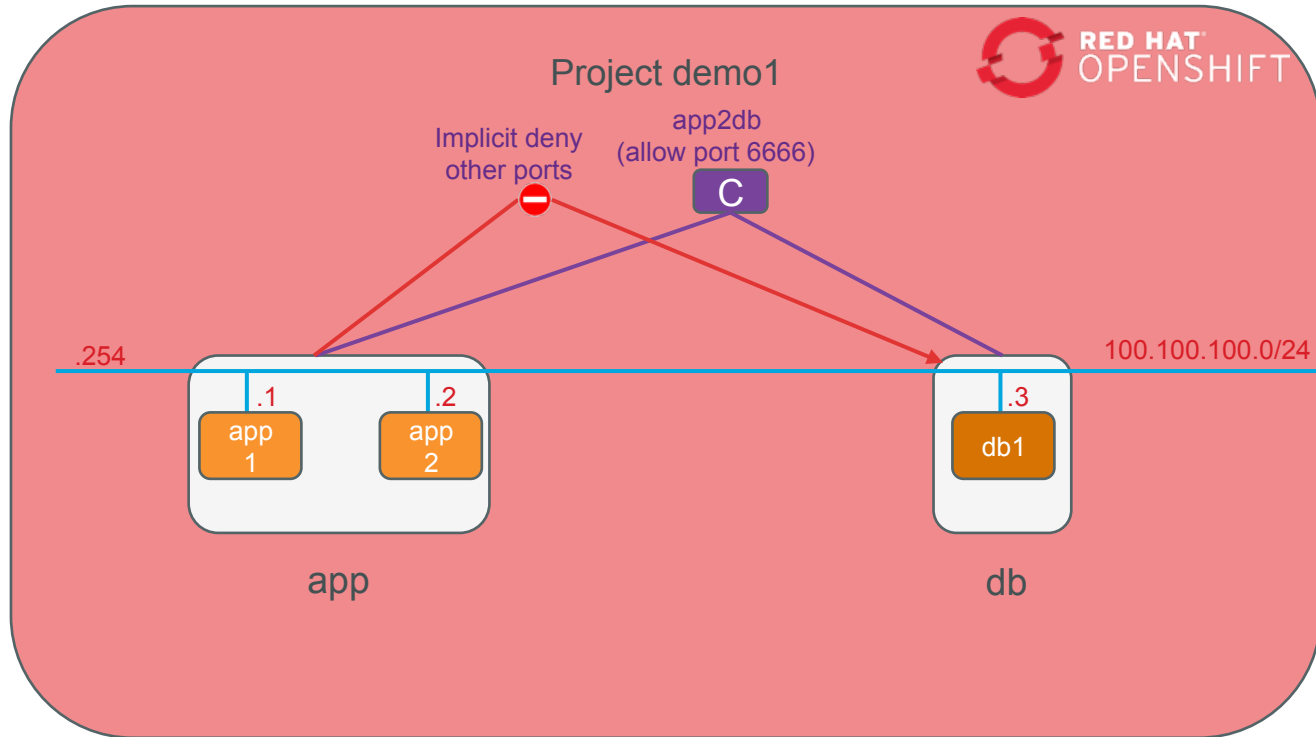 RED HAT
OPENSHIFT
Project demo1
app2db
(allow port 6666)
Implicit deny
other ports
C
.254
100.100.100.0/24
.1
.2
.3
app
1
app
2
db1
app
db